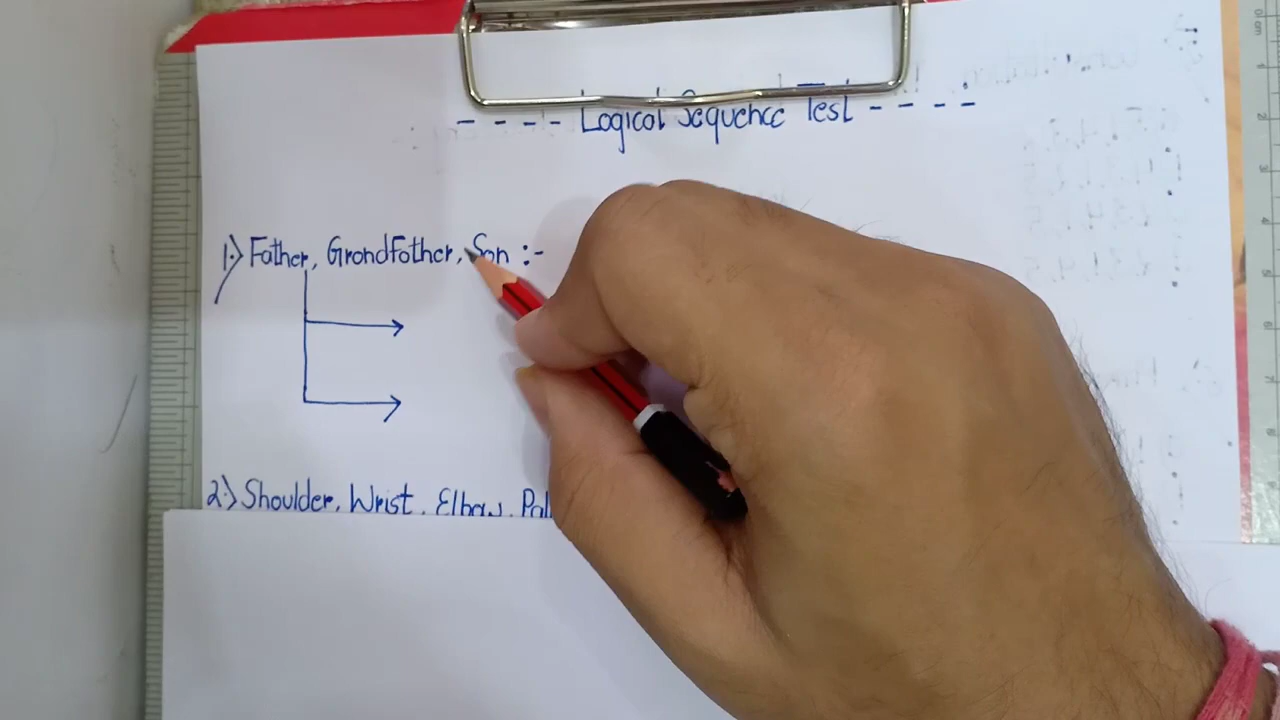 - - - - Logical Sequence Test - - - -
1.) Father, Grandfather, Son :-
2.) Shoulder, Wrist, Elbow,